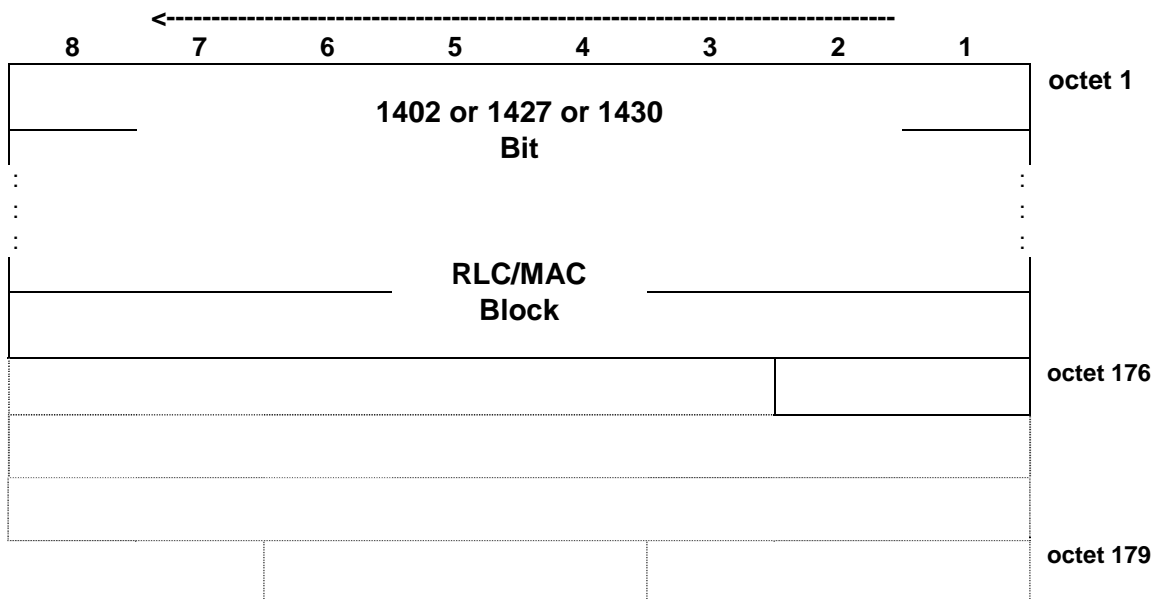 <--------------------------------------------------------------------------------
8 7 6 5 4 3 2 1
octet 1
1402 or 1427 or 1430
Bit
: :
: :
: :
RLC/MAC
Block
octet 176
octet 179